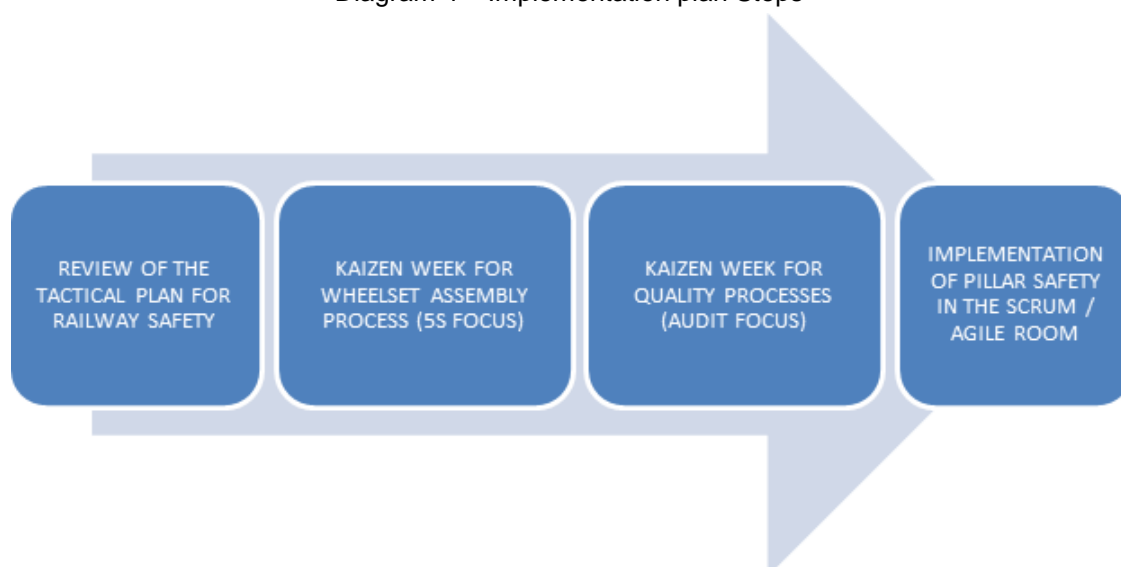 REVIEW OF THE
TACTICAL PLAN FOR
RAILWAY SAFETY
KAIZEN WEEK FOR
WHEELSET ASSEMBLY
PROCESS (5S FOCUS)
KAIZEN WEEK FOR
QUALITY PROCESSES
(AUDIT FOCUS)
IMPLEMENTATION
OF PILLAR SAFETY
IN THE SCRUM /
AGILE ROOM